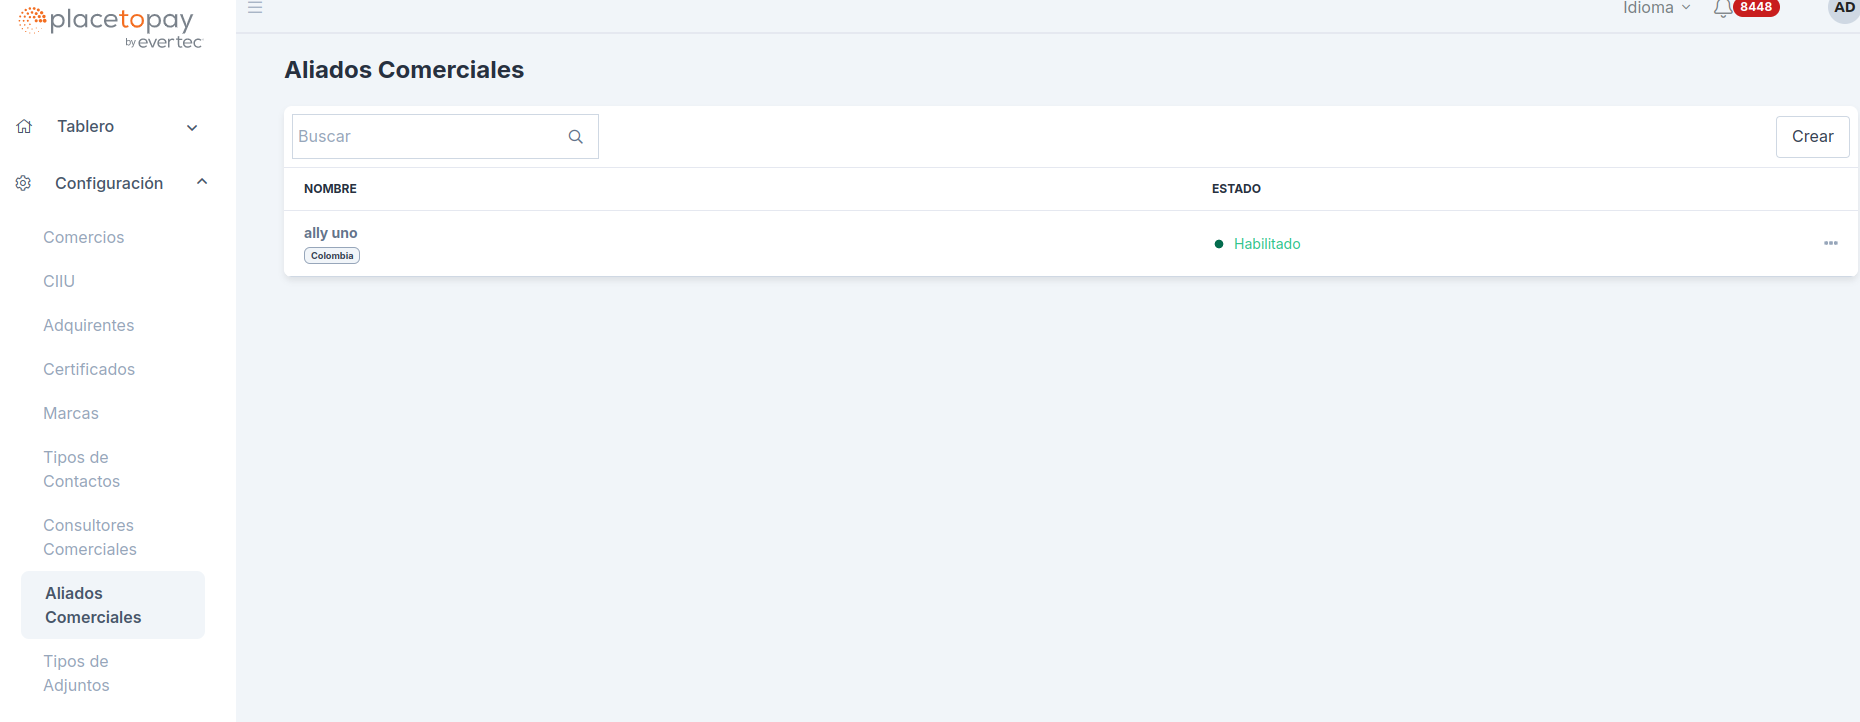 placetopay
by evertec
Idioma
8448
AD
Tablero
Configuración
Comercios
CIIU
Adquirentes
Certificados
Marcas
Tipos de
Contactos
Consultores
Comerciales
Aliados
Comerciales
Tipos de
Adjuntos
Aliados Comerciales
Buscar
Crear
NOMBRE
ESTADO
ally uno
Colombia
Habilitado